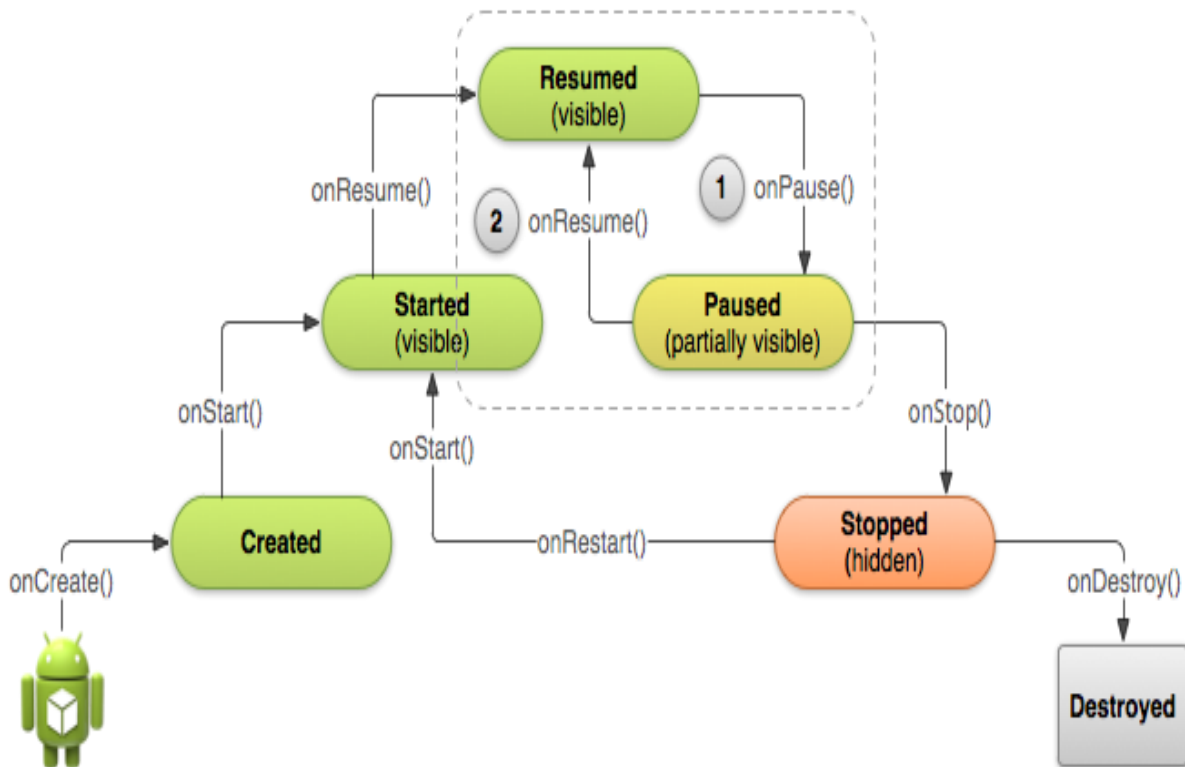 Resumed
(visible)
onResume()
2
onResume()
1
onPause()
Started
(visible)
Paused
(partially visible)
onStart()
onStart()
onStop()
Created
onRestart()
Stopped
(hidden)
onCreate()
onDestroy()
Destroyed